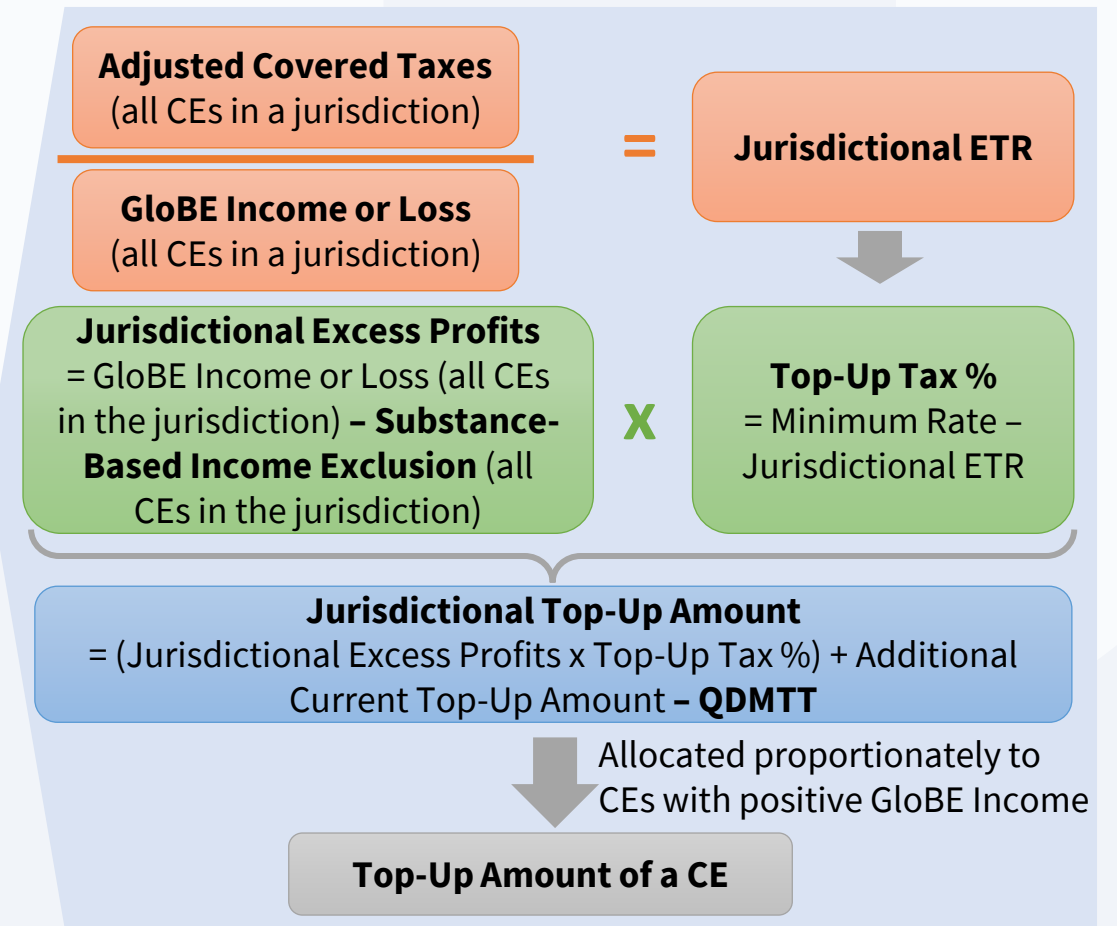 Adjusted Covered Taxes
(all CEs in a jurisdiction)
=
Jurisdictional ETR
GloBE Income or Loss
(all CEs in a jurisdiction)
Jurisdictional Excess Profits
= GloBE Income or Loss (all CEs
in the jurisdiction) – Substance-
Based Income Exclusion (all
CEs in the jurisdiction)
x
Top-Up Tax %
= Minimum Rate –
Jurisdictional ETR
Jurisdictional Top-Up Amount
= (Jurisdictional Excess Profits x Top-Up Tax %) + Additional
Current Top-Up Amount – QDMTT
Allocated proportionately to
CEs with positive GloBE Income
Top-Up Amount of a CE